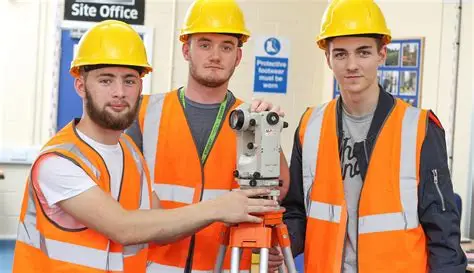 Site Office
Protective
footwear
must be
worn